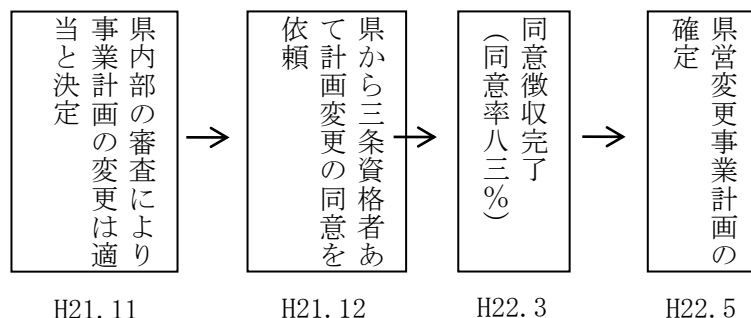 県内部の審査により
事業計画の変更は適
当と決定
県から三条資格者あ
て計画変更の同意を
依頼
同意徴収完了
(同意率八三%)
県営変更事業計画の
確定
H21.11
H21.12
H22.3
H22.5